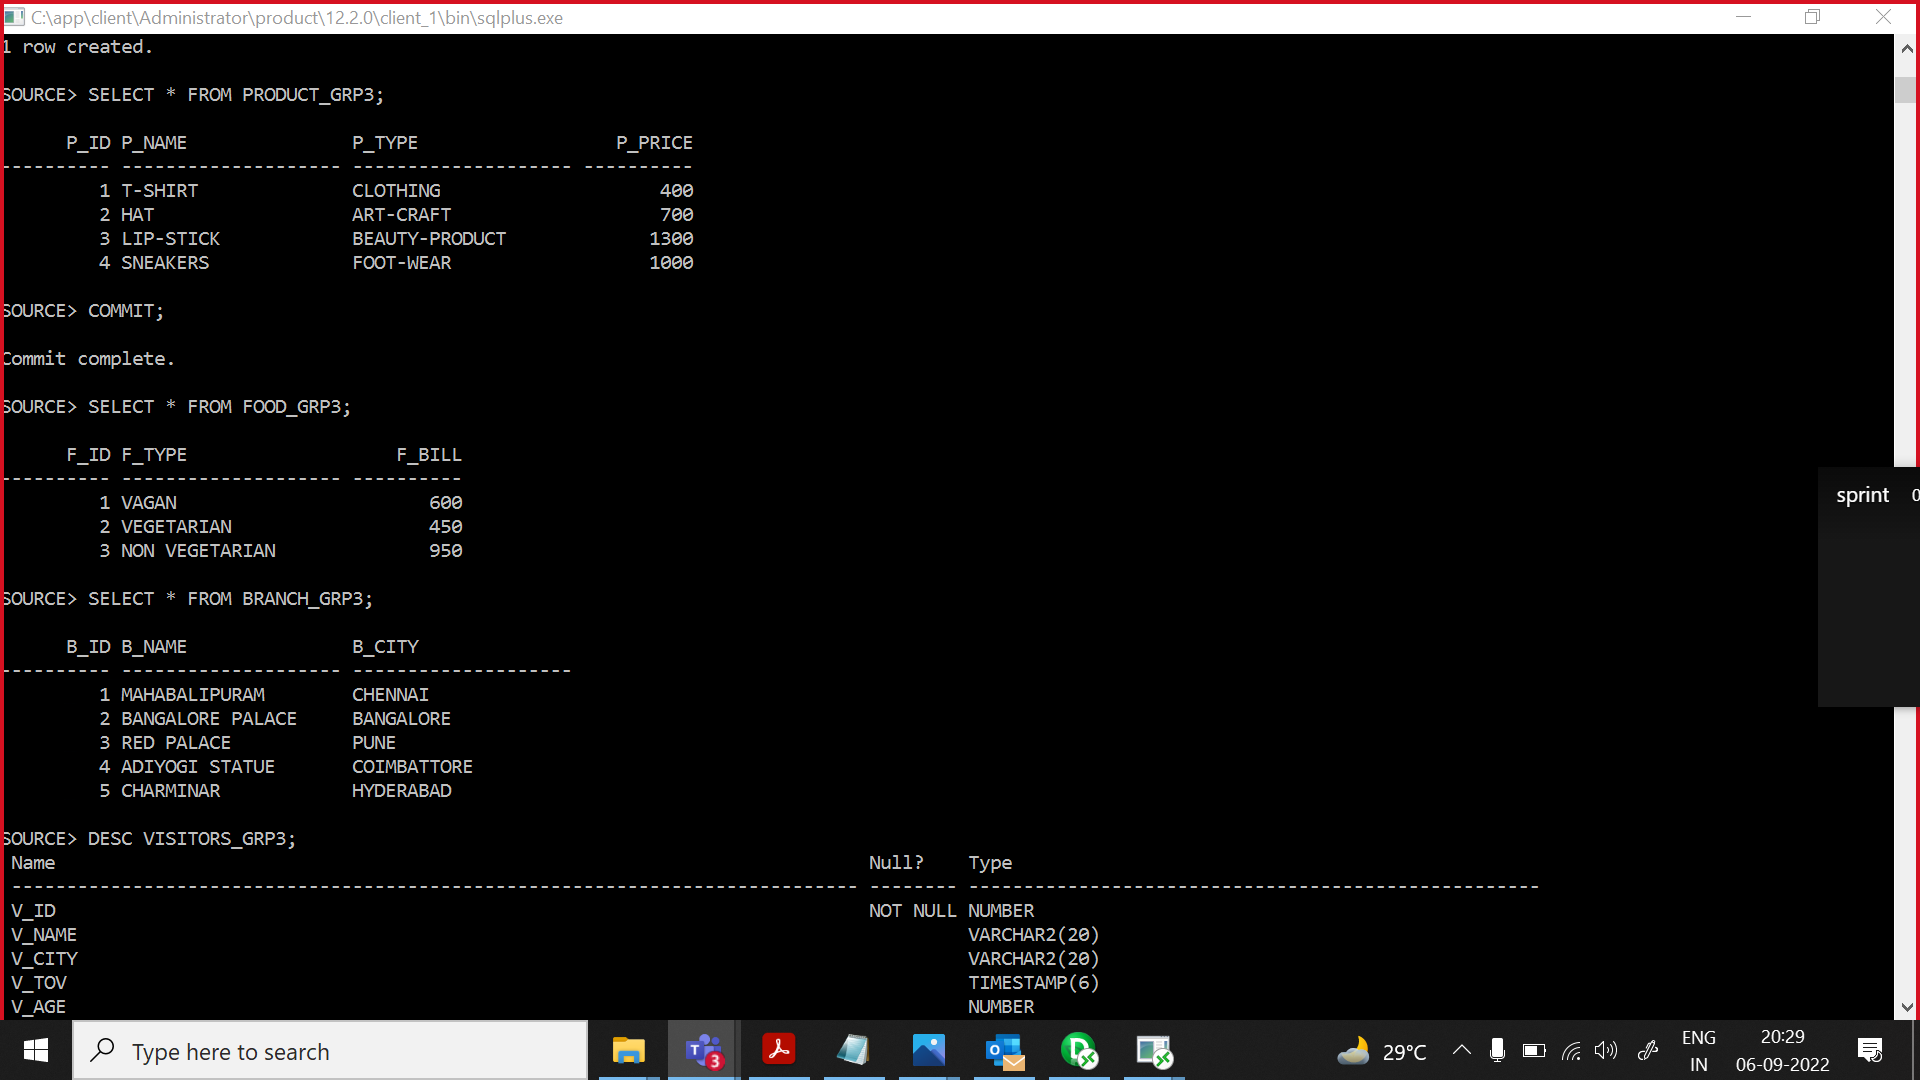 C:\app\client\Administrator\product\12.2.0\client_1\bin\sqlplus.exe
1 row created.
SOURCE> SELECT * FROM PRODUCT_GRP3;
P_ID P_NAME P_TYPE P_PRICE
---------- -------------------- -------------------- ----------
1 T-SHIRT CLOTHING 400
2 HAT ART-CRAFT 700
3 LIP-STICK BEAUTY-PRODUCT 1300
4 SNEAKERS FOOT-WEAR 1000
SOURCE> COMMIT;
Commit complete.
SOURCE> SELECT * FROM FOOD_GRP3;
F_ID F_TYPE F_BILL
---------- -------------------- ----------
1 VAGAN 600
2 VEGETARIAN 450
3 NON VEGETARIAN 950
SOURCE> SELECT * FROM BRANCH_GRP3;
B_ID B_NAME B_CITY
---------- -------------------- --------------------
1 MAHABALIPURAM CHENNAI
2 BANGALORE PALACE BANGALORE
3 RED PALACE PUNE
4 ADIYOGI STATUE COIMBATTORE
5 CHARMINAR HYDERABAD
SOURCE> DESC VISITORS_GRP3;
Name Null? Type
----------------------------------------------------------------------------- -------- ----------------------------------------------------
V_ID NOT NULL NUMBER
V_NAME VARCHAR2(20)
V_CITY VARCHAR2(20)
V_TOV TIMESTAMP(6)
V_AGE NUMBER
sprint 0
Type here to search
3
29°C
ENG
IN
20:29
06-09-2022